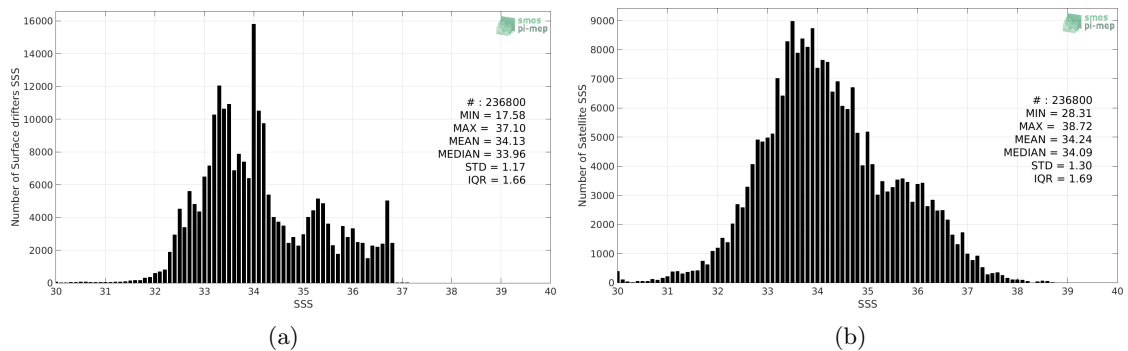 smos
pi-mep
16000
14000
12000
10000
8000
6000
4000
2000
0
Number of Surface drifters SSS
# : 236800
MIN = 17.58
MAX = 37.10
MEAN = 34.13
MEDIAN = 33.96
STD = 1.17
IQR = 1.66
30 31 32 33 34 35 36 37 38 39 40
SSS
(a)
smos
pi-mep
9000
8000
7000
6000
5000
4000
3000
2000
1000
0
Number of Satellite SSS
# : 236800
MIN = 28.31
MAX = 38.72
MEAN = 34.24
MEDIAN = 34.09
STD = 1.30
IQR = 1.69
30 31 32 33 34 35 36 37 38 39 40
SSS
(b)